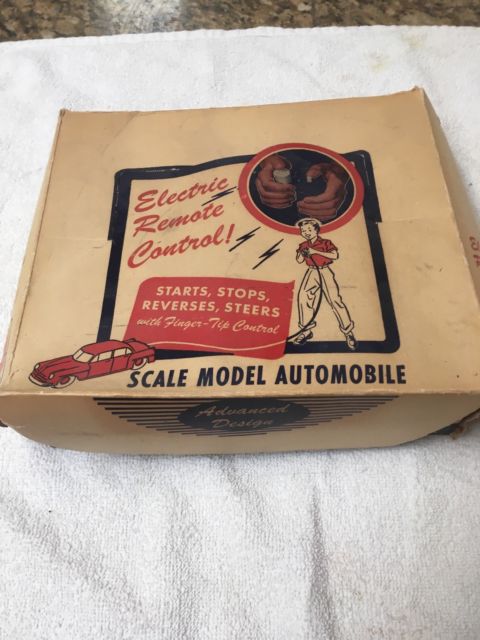 Electric
Remote
Control!
STARTS, STOPS,
REVERSES, STEERS
with Finger-Tip Control
SCALE MODEL AUTOMOBILE
Advanced
Design